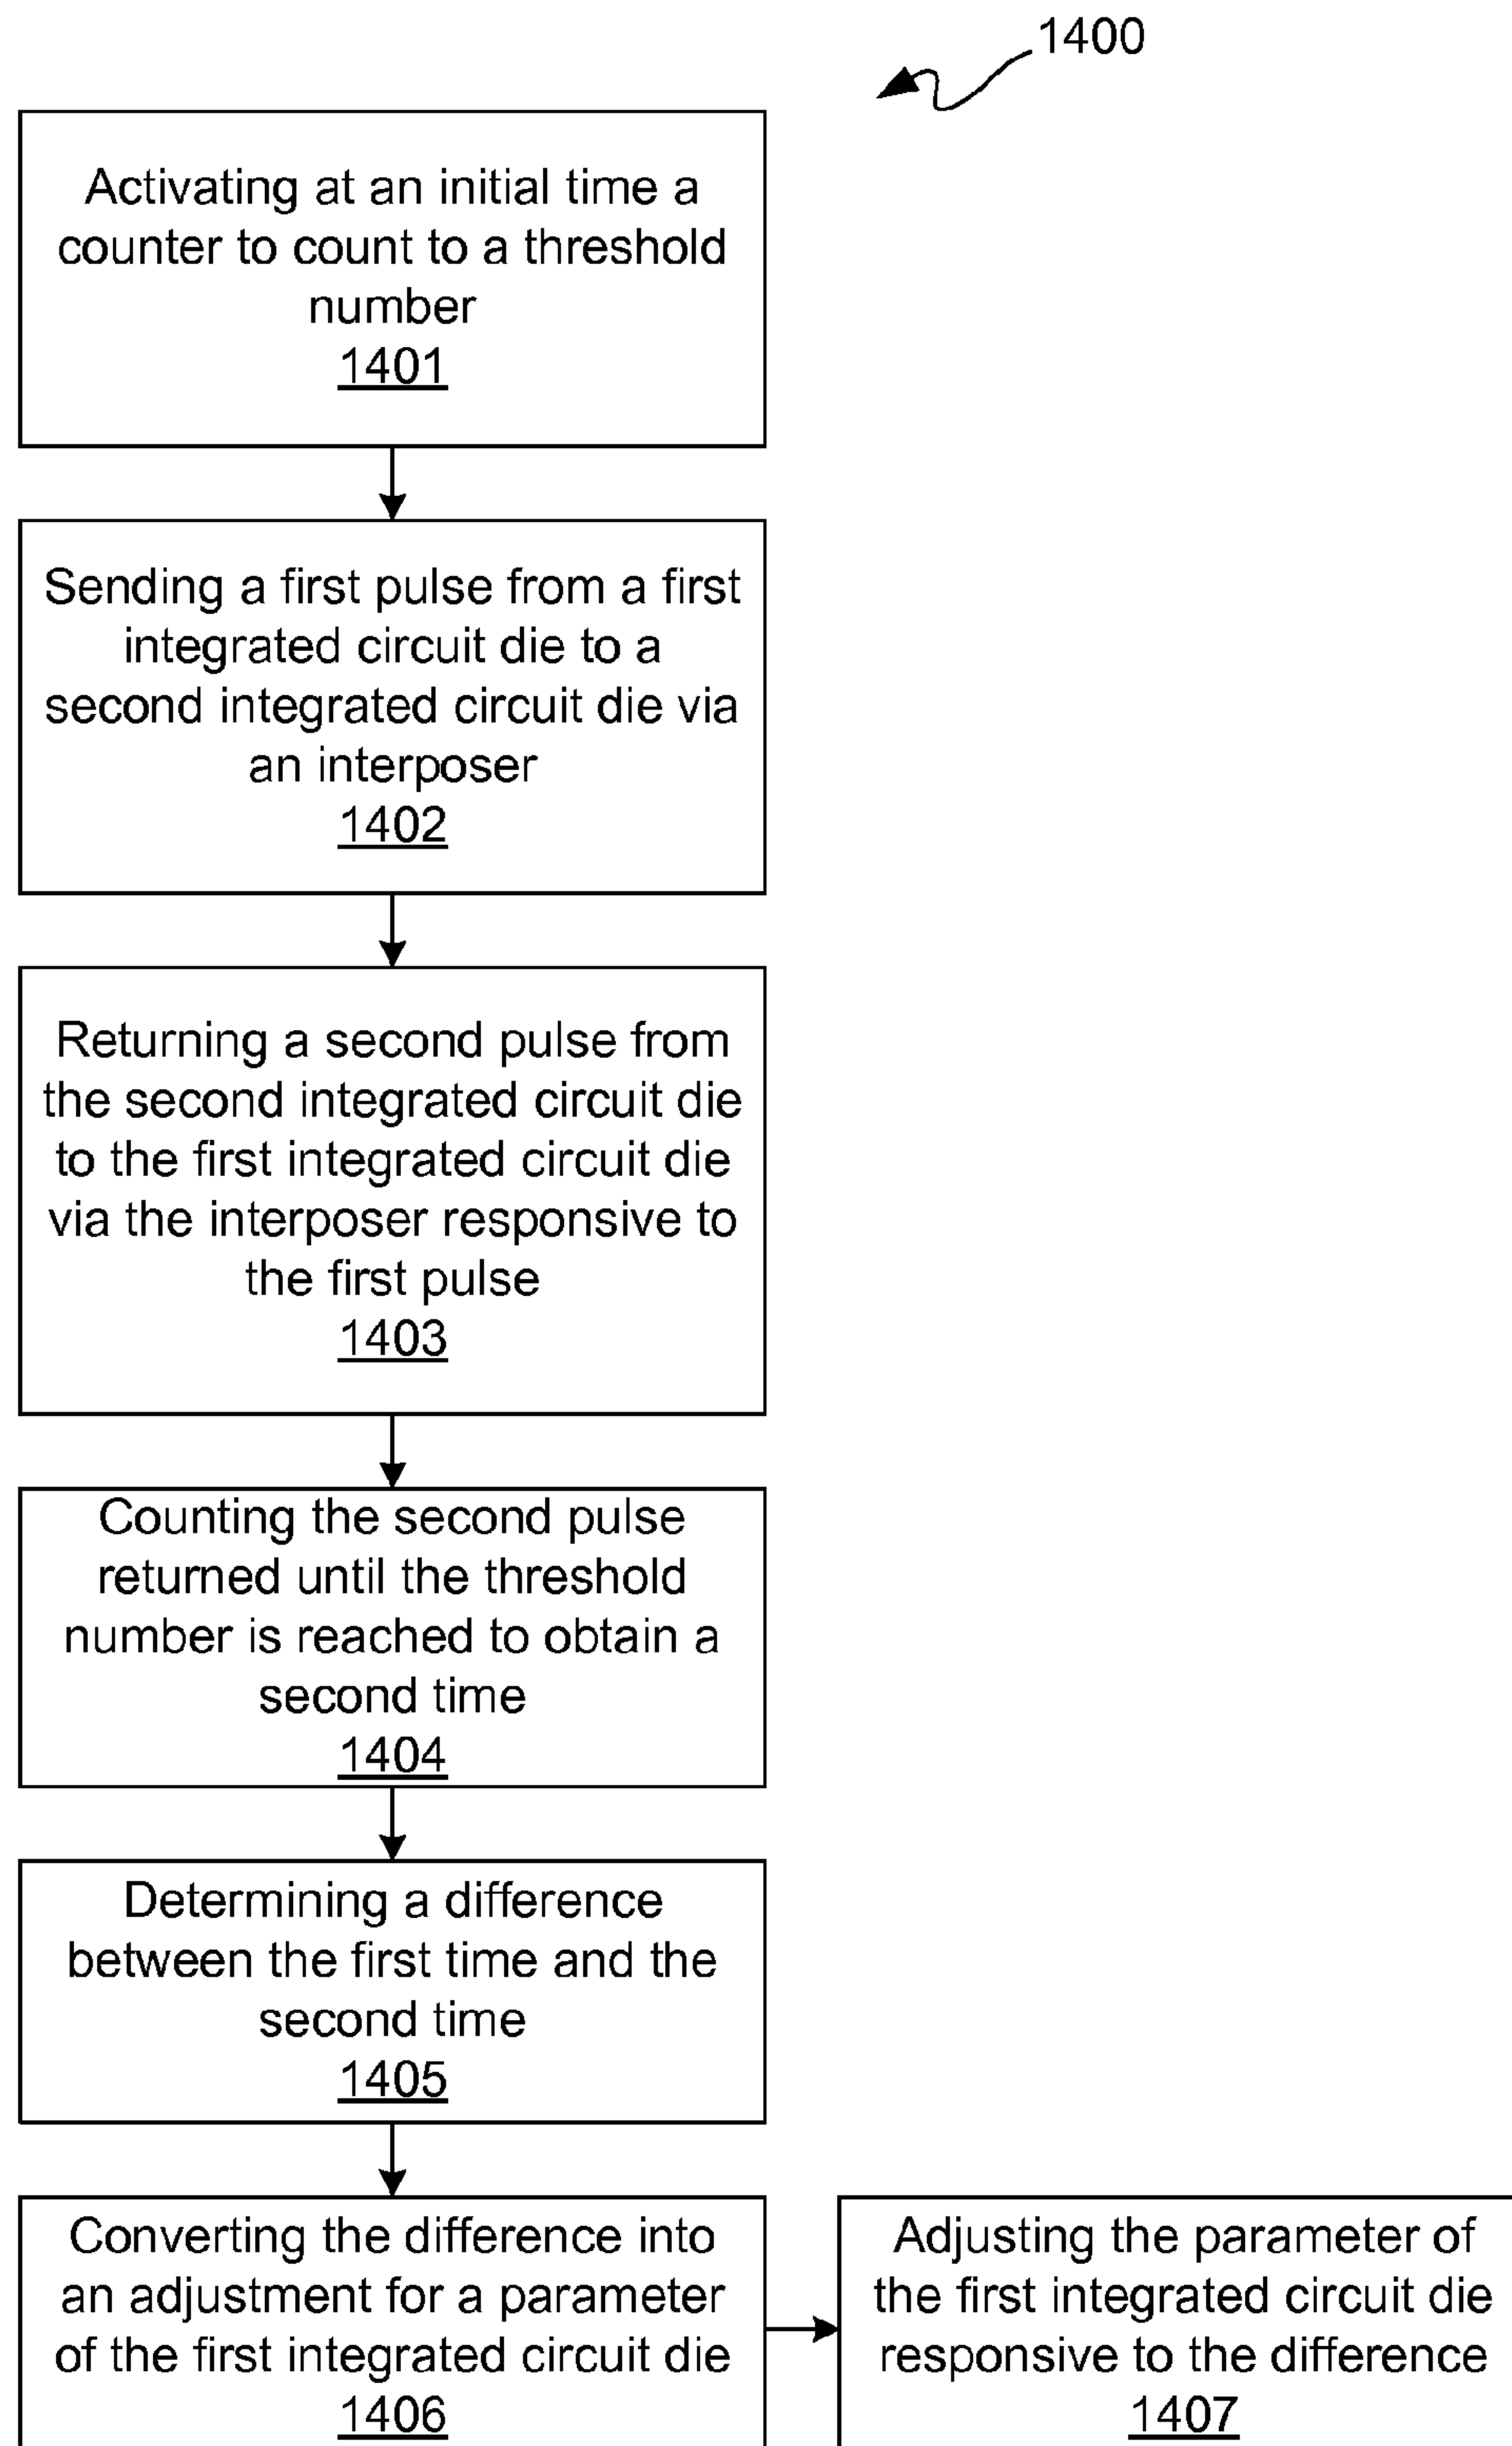 1400
Activating at an initial time a
counter to count to a threshold
number
1401
Sending a first pulse from a first
integrated circuit die to a
second integrated circuit die via
an interposer
1402
Returning a second pulse from
the second integrated circuit die
to the first integrated circuit die
via the interposer responsive to
the first pulse
1403
Counting the second pulse
returned until the threshold
number is reached to obtain a
second time
1404
Determining a difference
between the first time and the
second time
1405
Converting the difference into
an adjustment for a parameter
of the first integrated circuit die
1406
Adjusting the parameter of
the first integrated circuit die
responsive to the difference
1407